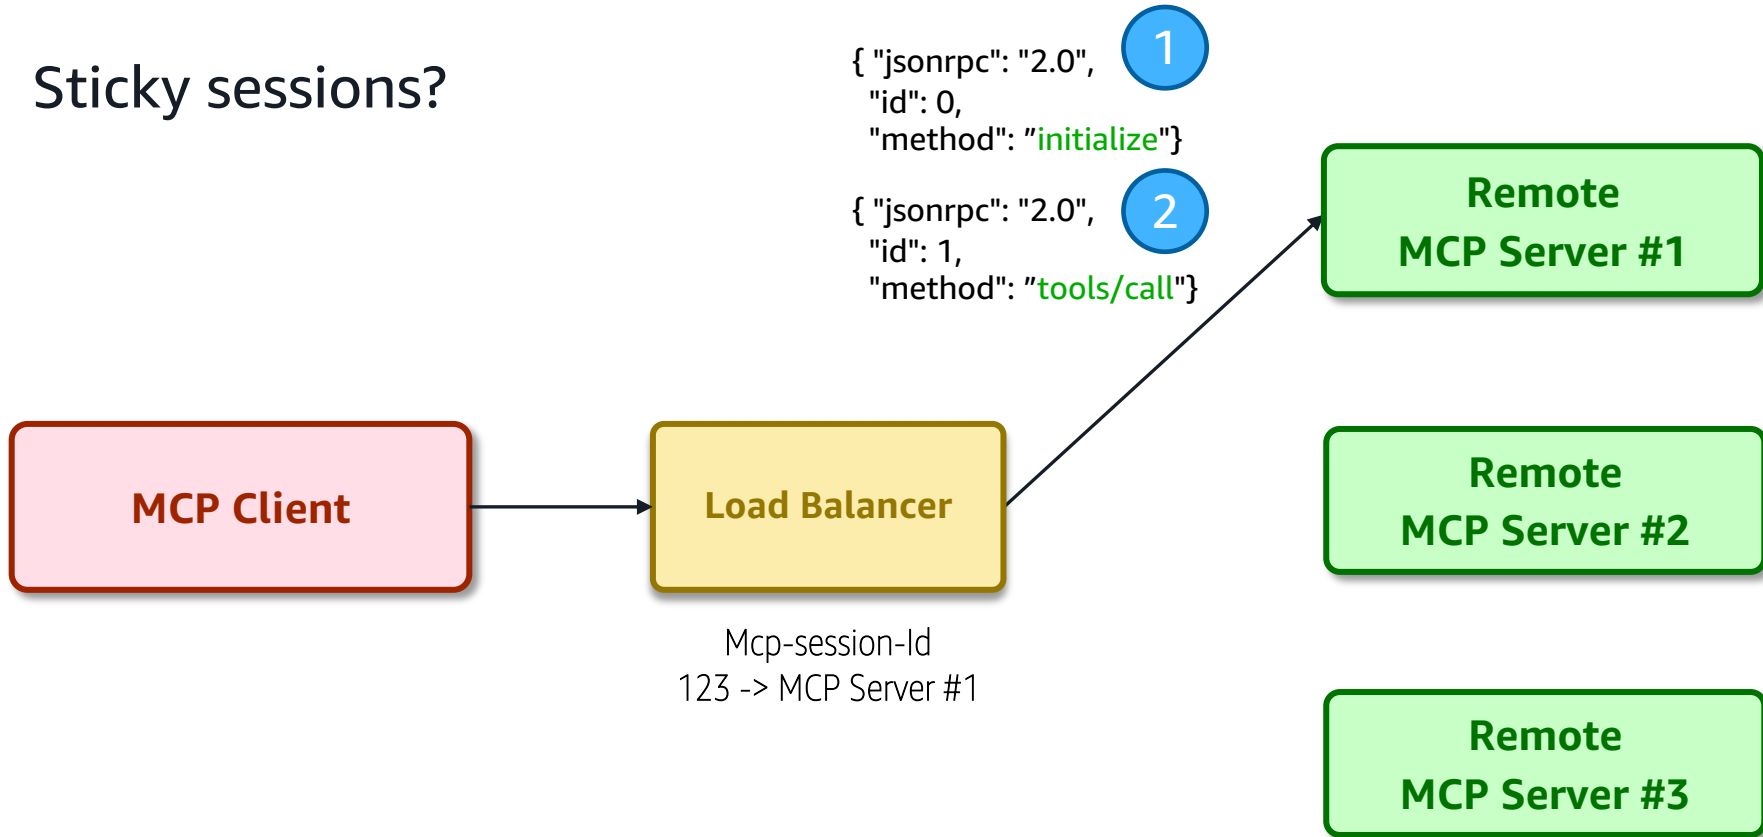 Sticky sessions?
{ "jsonrpc": "2.0",
"id": 0,
"method": ”initialize"}
1
{ "jsonrpc": "2.0",
"id": 1,
"method": ”tools/call"}
2
Remote
MCP Server #1
MCP Client
Load Balancer
Remote
MCP Server #2
Mcp-session-Id
123 -> MCP Server #1
Remote
MCP Server #3